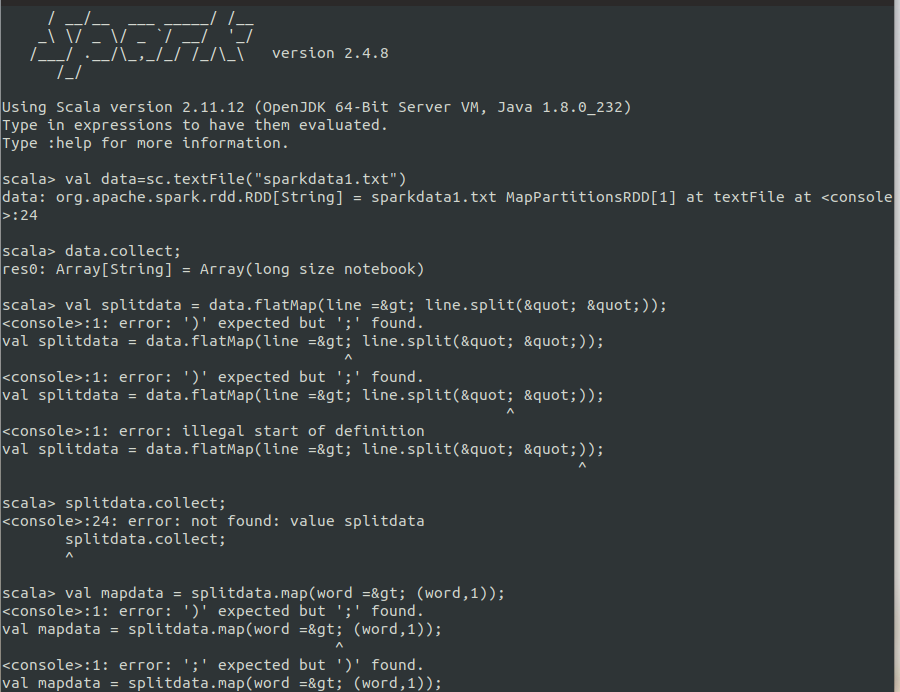 version 2.4.8
Using Scala version 2.11.12 (OpenJDK 64-Bit Server VM, Java 1.8.0_232)
Type in expressions to have them evaluated.
Type :help for more information.
scala> val data=sc.textFile("sparkdata1.txt")
data: org.apache.spark.rdd.RDD[String] = sparkdata1.txt MapPartitionsRDD[1] at textFile at <console
>:24
scala> data.collect;
res0: Array[String] = Array(long size notebook)
scala> val splitdata = data.flatMap(line =&gt; line.split(&quot; &quot;));
<console>:1: error: ')' expected but ';' found.
val splitdata = data.flatMap(line =&gt; line.split(&quot; &quot;));
^
<console>:1: error: ')' expected but ';' found.
val splitdata = data.flatMap(line =&gt; line.split(&quot; &quot;));
^
<console>:1: error: illegal start of definition
val splitdata = data.flatMap(line =&gt; line.split(&quot; &quot;));
^
scala> splitdata.collect;
<console>:24: error: not found: value splitdata
splitdata.collect;
^
scala> val mapdata = splitdata.map(word =&gt; (word,1));
<console>:1: error: ')' expected but ';' found.
val mapdata = splitdata.map(word =&gt; (word,1));
^
<console>:1: error: ';' expected but ')' found.
val mapdata = splitdata.map(word =&gt; (word,1));